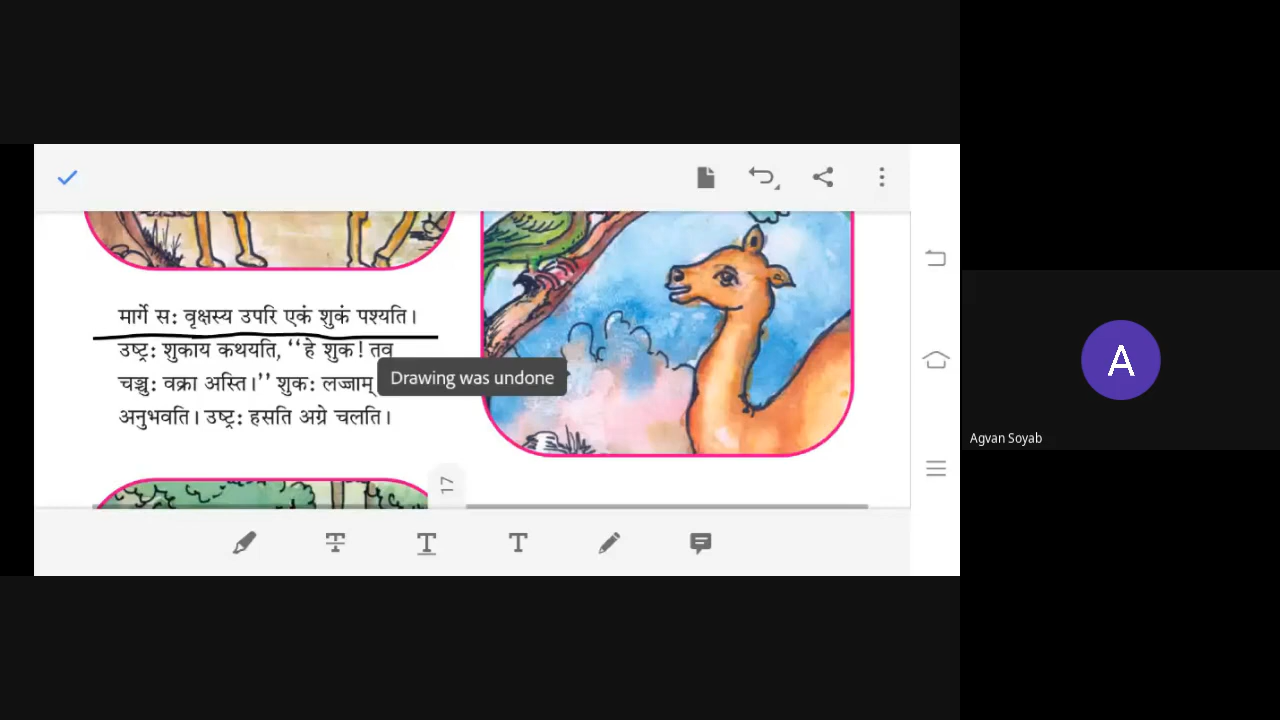 मार्गे सः वृक्षस्य उपरि एकं शुकं पश्यति।
उष्ट्रः शुकाय कथयति, “हे शुक! तव
चञ्चुः वक्रा अस्ति।” शुकः लज्जाम्
अनुभवति। उष्ट्रः हसति अग्रे चलति।
Drawing was undone
17
A
Agvan Soyab